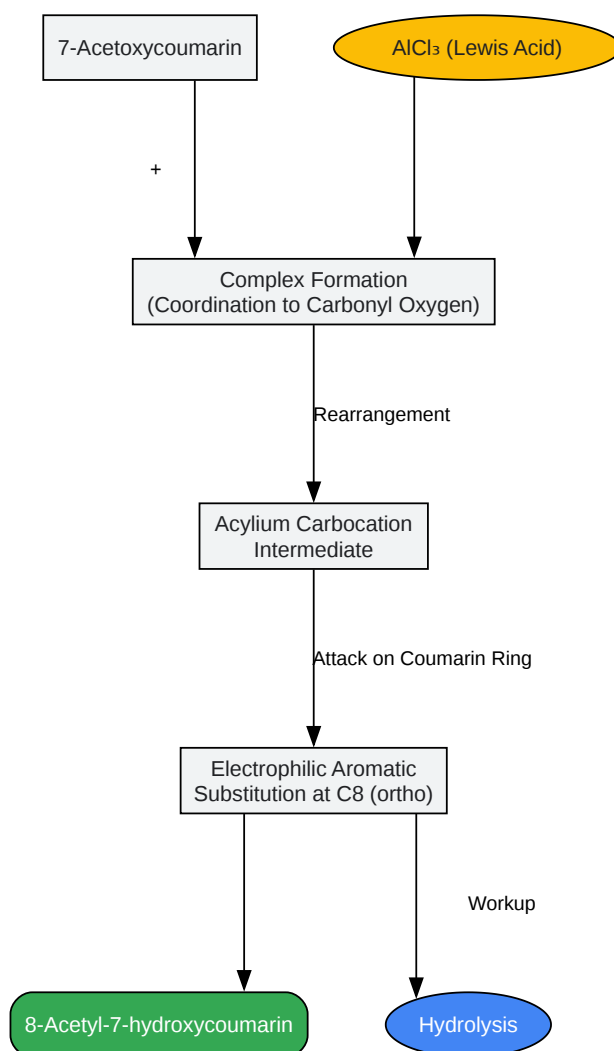 7-Acetoxycoumarin
AlCl₃ (Lewis Acid)
+
Complex Formation
(Coordination to Carbonyl Oxygen)
Rearrangement
Acylium Carbocation
Intermediate
Attack on Coumarin Ring
Electrophilic Aromatic
Substitution at C8 (ortho)
Workup
8-Acetyl-7-hydroxycoumarin
Hydrolysis